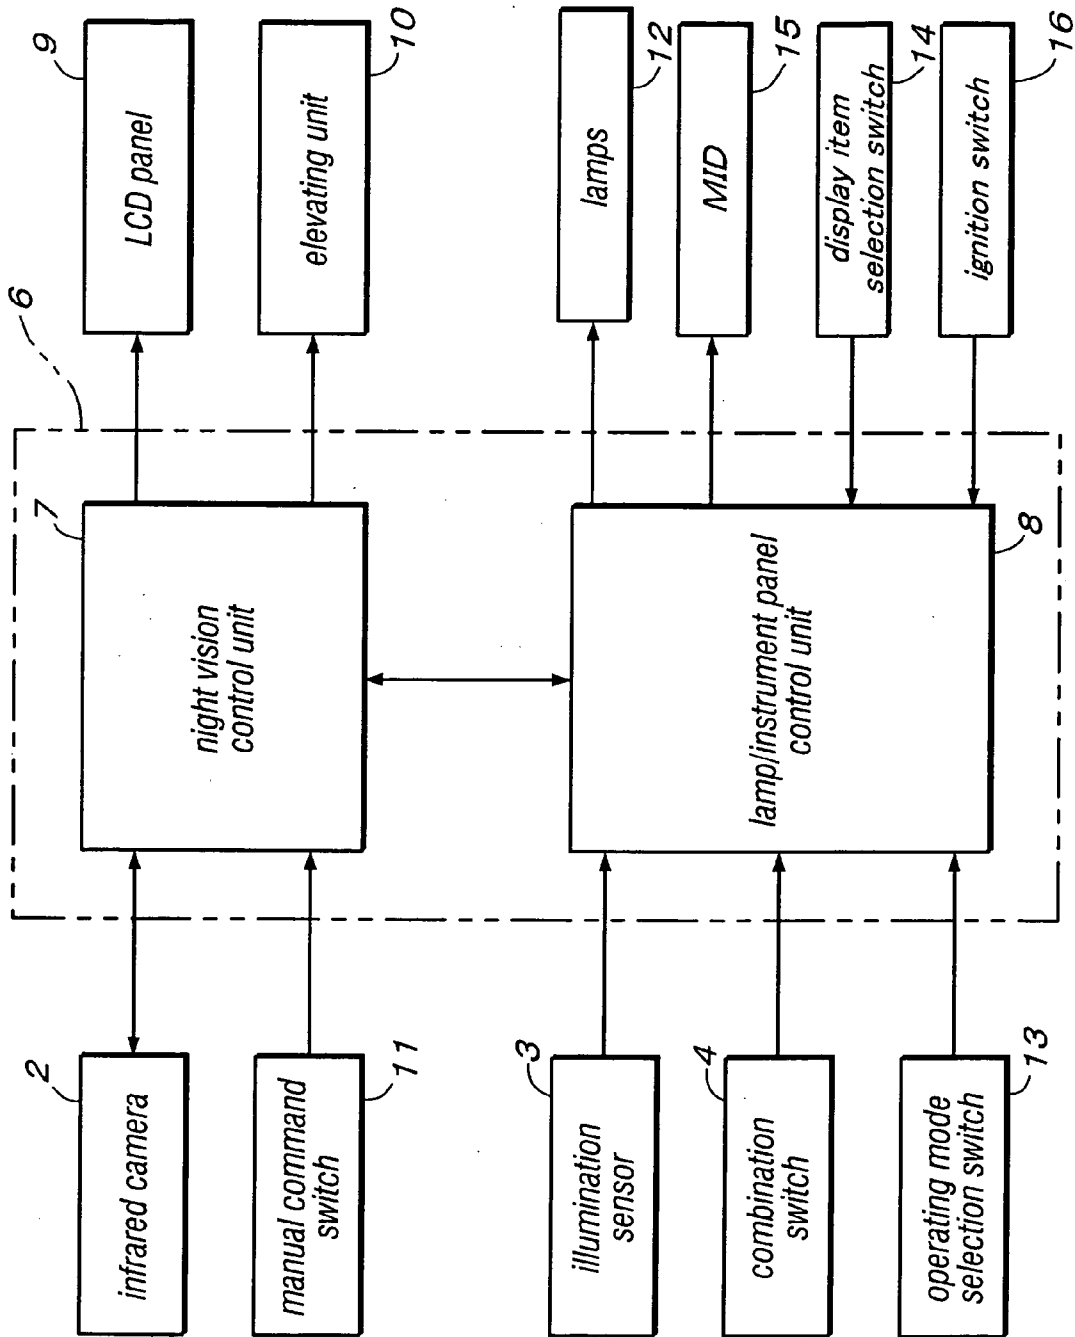 6
2
infrared camera
7
night vision
control unit
9
LCD panel
11
manual command
switch
10
elevating unit
3
illumination
sensor
8
lamp/instrument panel
control unit
12
lamps
4
combination
switch
15
MID
13
operating mode
selection switch
14
display item
selection switch
16
ignition switch